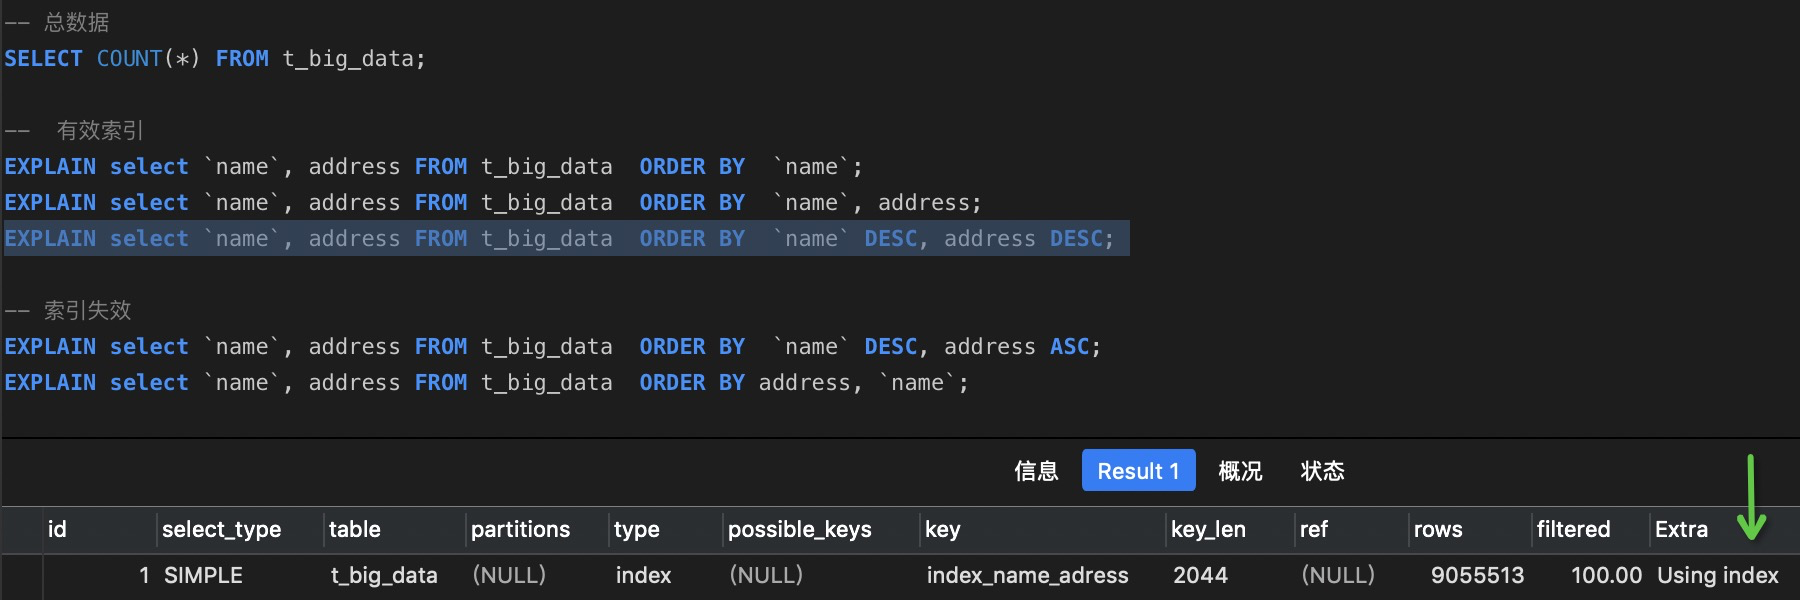 -- 总数据
SELECT COUNT(*) FROM t_big_data;
--  有效索引
EXPLAIN select `name`, address FROM t_big_data  ORDER BY  `name`;
EXPLAIN select `name`, address FROM t_big_data  ORDER BY  `name`, address;
EXPLAIN select `name`, address FROM t_big_data  ORDER BY  `name` DESC, address DESC;
-- 索引失效
EXPLAIN select `name`, address FROM t_big_data  ORDER BY  `name` DESC, address ASC;
EXPLAIN select `name`, address FROM t_big_data  ORDER BY address, `name`;
信息 Result 1 概况 状态
id select_type table partitions type possible_keys key key_len ref rows filtered Extra
1 SIMPLE t_big_data (NULL) index (NULL) index_name_adress 2044 (NULL) 9055513 100.00 Using index